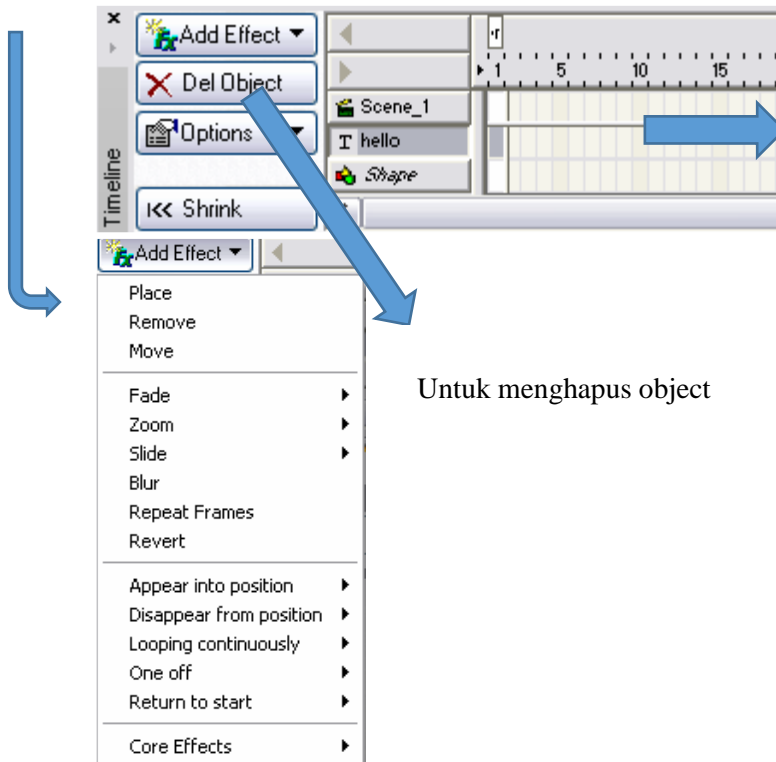 Timeline
Add Effect
Del Object
Options
Shrink
1 5 10 15
Scene_1
T hello
Shape
Add Effect
Place
Remove
Move
Fade
Zoom
Slide
Blur
Repeat Frames
Revert
Appear into position
Disappear from position
Looping continuously
One off
Return to start
Core Effects
Untuk menghapus object